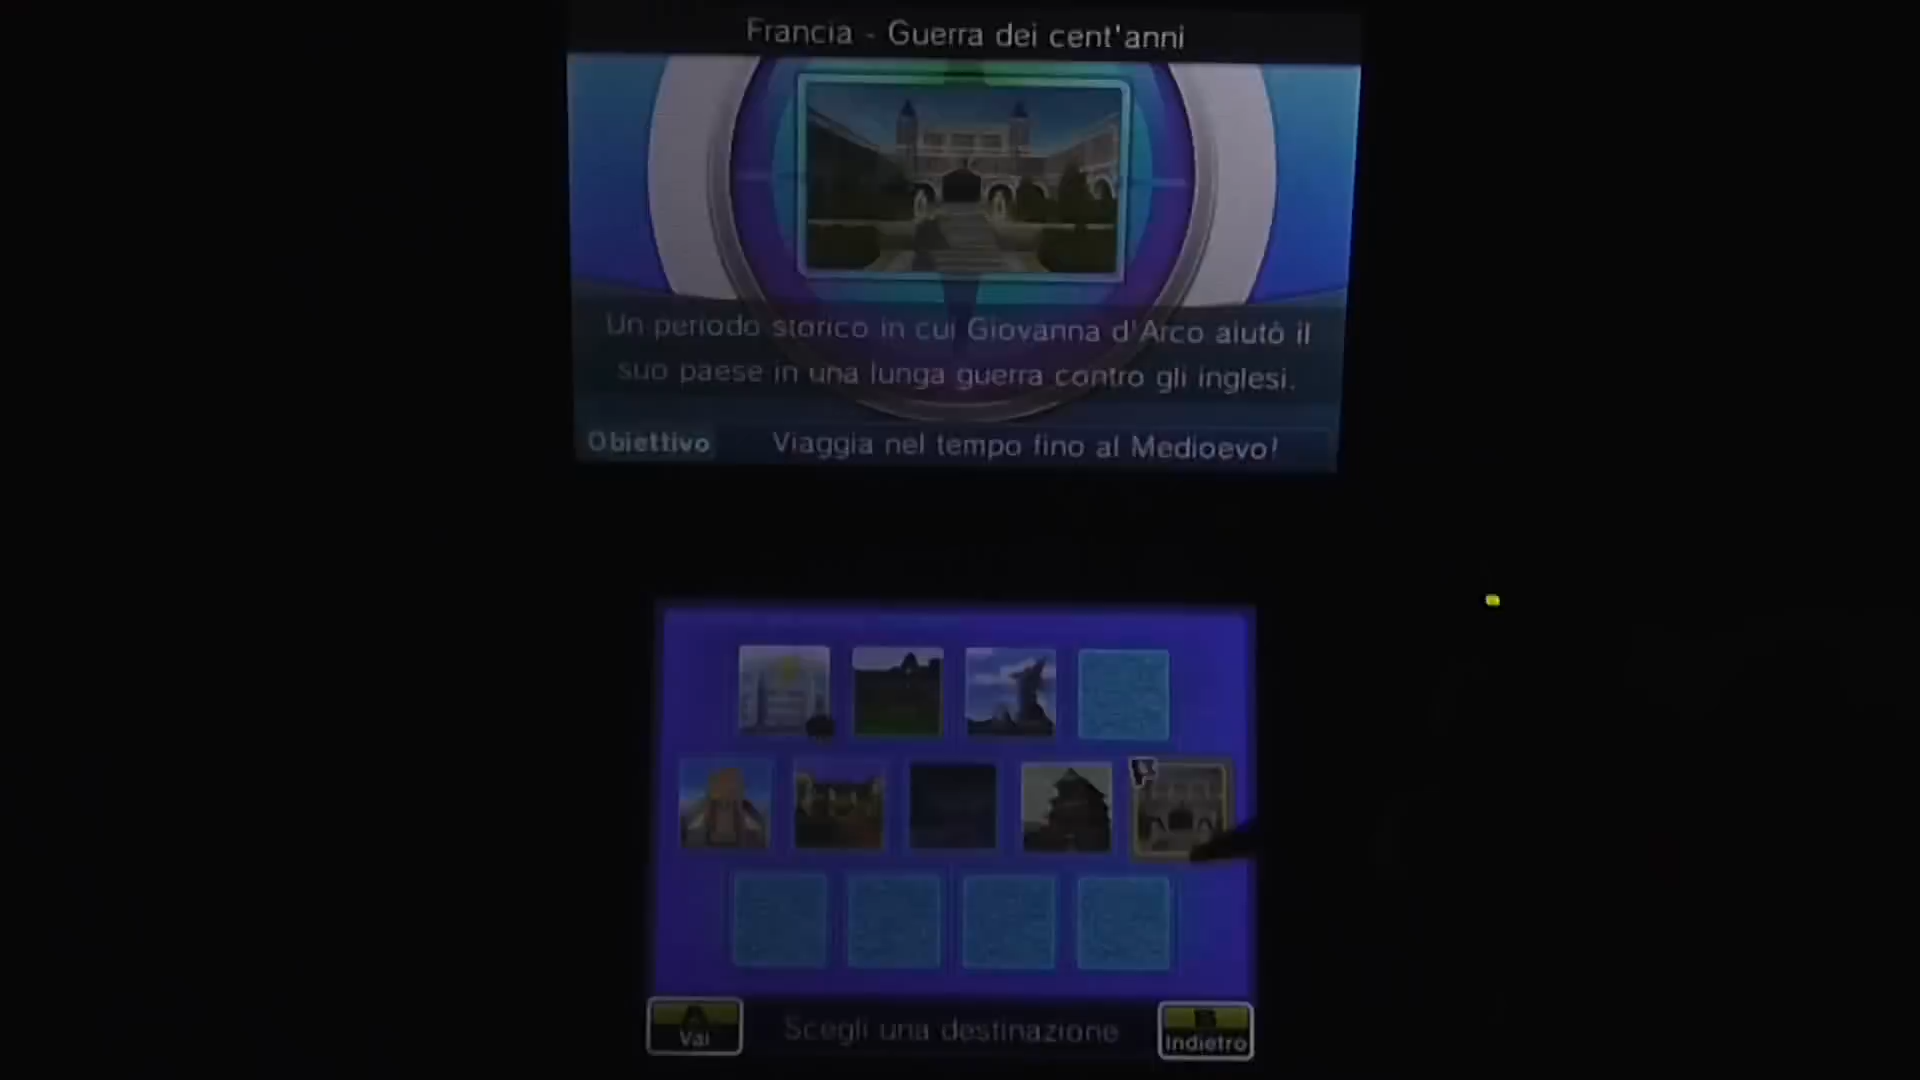 Francia - Guerra dei cent'anni
Un periodo storico in cui Giovanna d'Arco aiutò il
suo paese in una lunga guerra contro gli inglesi.
Obiettivo Viaggia nel tempo fino al Medioevo!
A
Vai
Scegli una destinazione
B
Indietro